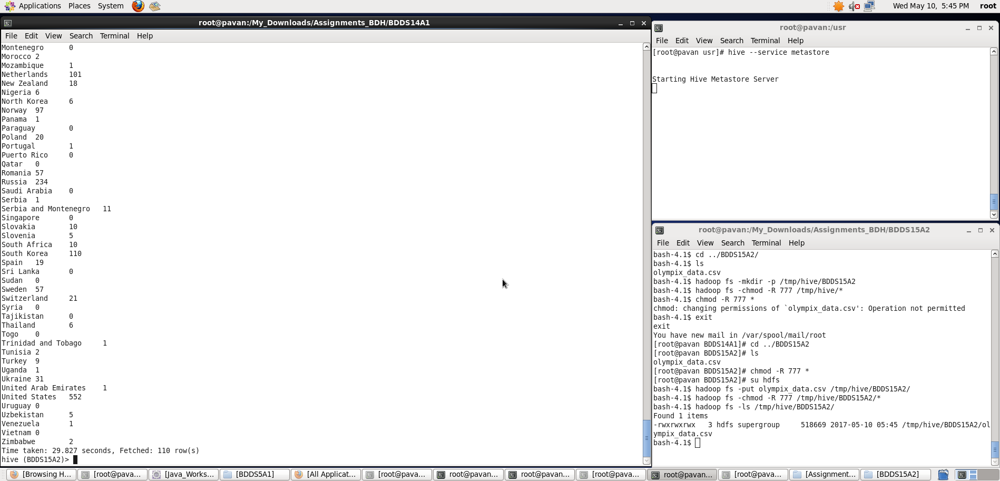 Applications Places System Wed May 10, 5:45 PM root
root@pavan:/My_Downloads/Assignments_BDH/BDDS14A1
File Edit View Search Terminal Help
Montenegro 0
Morocco 2
Mozambique 1
Netherlands 101
New Zealand 18
Nigeria 6
North Korea 6
Norway 97
Panama 1
Paraguay 0
Poland 20
Portugal 1
Puerto Rico 0
Qatar 0
Romania 57
Russia 234
Saudi Arabia 0
Serbia 1
Serbia and Montenegro 11
Singapore 0
Slovakia 10
Slovenia 5
South Africa 10
South Korea 110
Spain 19
Sri Lanka 0
Sudan 0
Sweden 57
Switzerland 21
Syria 0
Tajikistan 0
Thailand 6
Togo 0
Trinidad and Tobago 1
Tunisia 2
Turkey 9
Uganda 1
Ukraine 31
United Arab Emirates 1
United States 552
Uruguay 0
Uzbekistan 5
Venezuela 1
Vietnam 0
Zimbabwe 2
Time taken: 29.827 seconds, Fetched: 110 row(s)
hive (BDDS15A2)>
root@pavan:/usr
File Edit View Search Terminal Help
[root@pavan usr]# hive --service metastore
Starting Hive Metastore Server
root@pavan:/My_Downloads/Assignments_BDH/BDDS15A2
File Edit View Search Terminal Help
bash-4.1$ cd ../BDDS15A2/
bash-4.1$ ls
olympix_data.csv
bash-4.1$ hadoop fs -mkdir -p /tmp/hive/BDDS15A2
bash-4.1$ hadoop fs -chmod -R 777 /tmp/hive/*
bash-4.1$ chmod -R 777 *
chmod: changing permissions of `olympix_data.csv': Operation not permitted
bash-4.1$ exit
exit
You have new mail in /var/spool/mail/root
[root@pavan BDDS14A1]# cd ../BDDS15A2
[root@pavan BDDS15A2]# ls
olympix_data.csv
[root@pavan BDDS15A2]# chmod -R 777 *
[root@pavan BDDS15A2]# su hdfs
bash-4.1$ hadoop fs -put olympix_data.csv /tmp/hive/BDDS15A2/
bash-4.1$ hadoop fs -chmod -R 777 /tmp/hive/BDDS15A2/*
bash-4.1$ hadoop fs -ls /tmp/hive/BDDS15A2/
Found 1 items
-rwxrwxrwx 3 hdfs supergroup 518669 2017-05-10 05:45 /tmp/hive/BDDS15A2/ol
ympix_data.csv
bash-4.1$
[Browsing H... [root@pava... [Java_Works... [BDDS5A1] [All Applicat... [root@pava... root@pavan... root@pavan... [root@pava... root@pavan... [root@pava... [Assignment... [BDDS15A2]